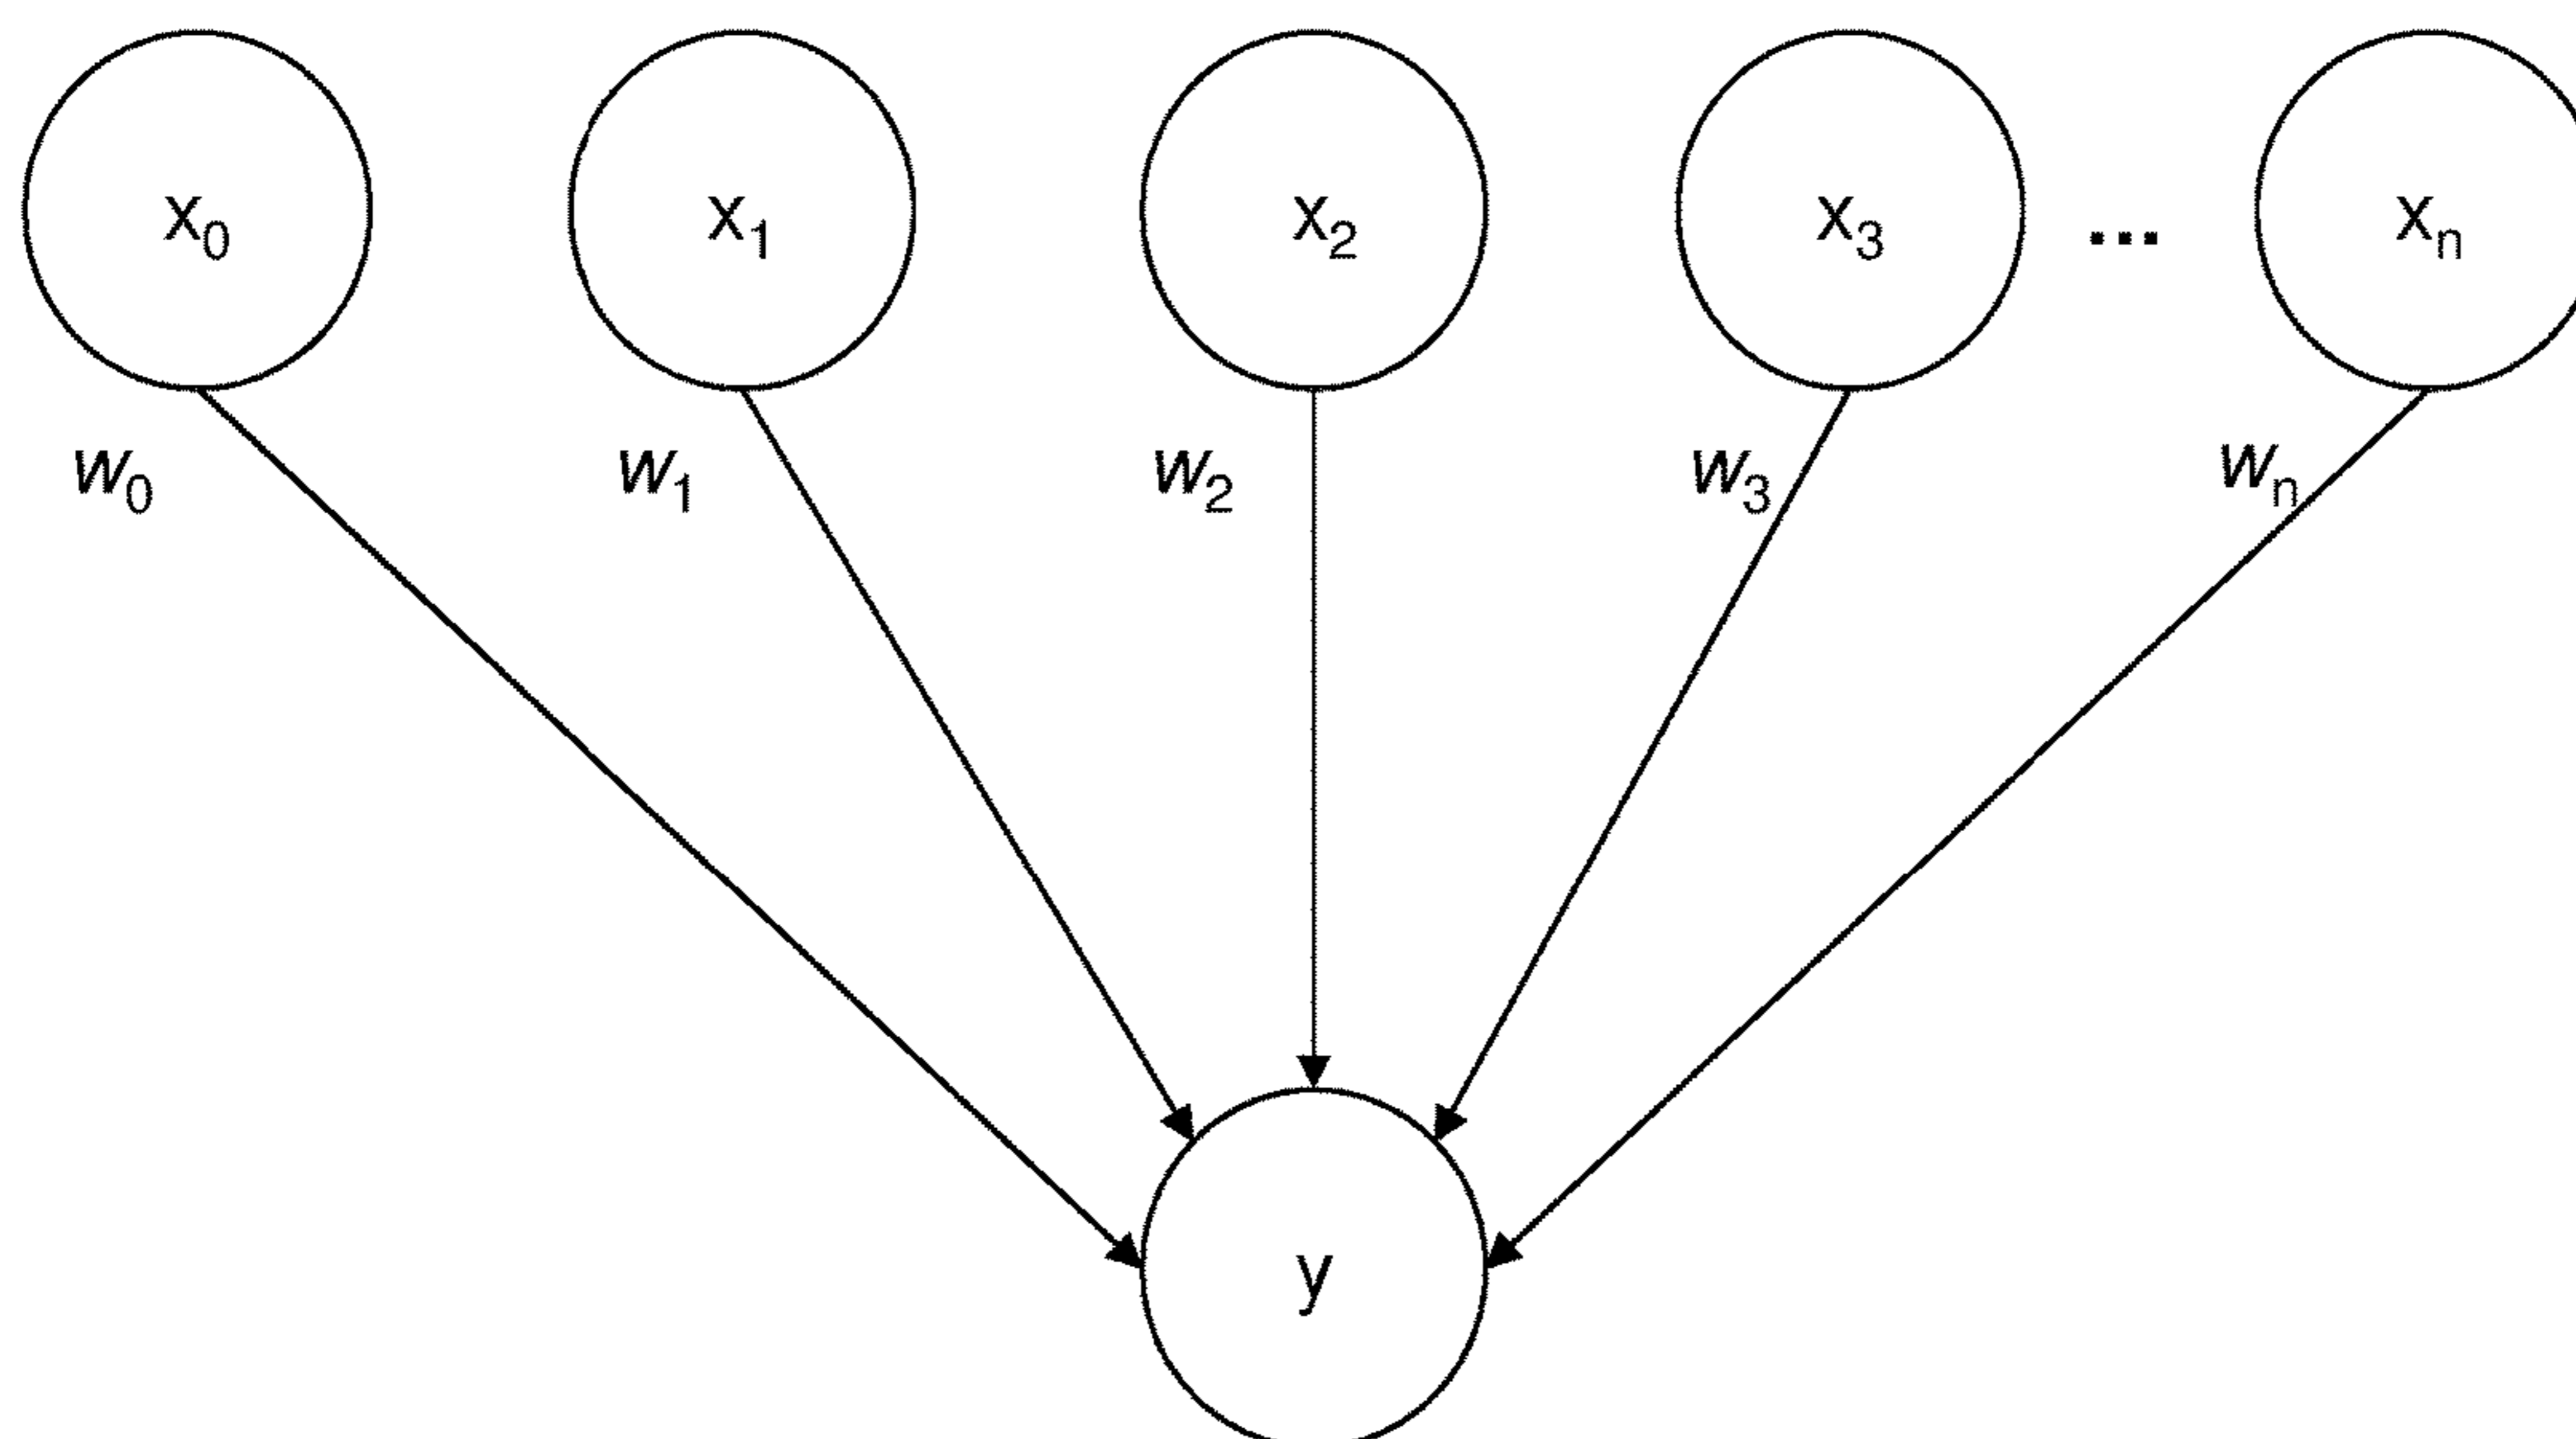 x₀ x₁ x₂ x₃ ... xₙ
w₀ w₁ w₂ w₃ wₙ
y